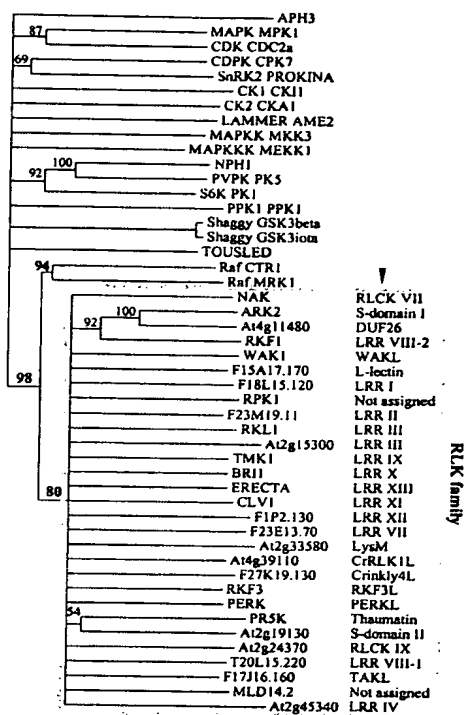 APH3
87
MAPK MPK1
CDK CDC2a
69
CDPK CPK7
SnRK2 PROKINA
CK1 CKI1
CK2 CKA1
LAMMER AME2
MAPKK MKK3
MAPKKK MEKK1
100
NPH1
92
PVPK PK5
S6K PK1
PPK1 PPK1
Shaggy GSK3beta
Shaggy GSK3iota
TOUSLED
94
Raf CTR1
Raf MRK1
NAK RLCK VII
100
ARK2 S-domain I
92
At4g11480 DUF26
RKF1 LRR VIII-2
WAK1 WAKL
F15A17.170 L-lectin
F18L15.120 LRR I
98
RPK1 Not assigned
F23M19.11 LRR II
RKL1 LRR III
At2g15300 LRR III
TMK1 LRR IX
BRI1 LRR X
ERECTA LRR XIII
80
CLV1 LRR XI
F1P2.130 LRR XII
F23E13.70 LRR VII
At2g33580 LysM
At4g39110 CrRLK1L
F27K19.130 Crinkly4L
RKF3 RKF3L
PERK PERKL
54
PR5K Thaumatin
At2g19130 S-domain II
At2g24370 RLCK IX
T20L15.220 LRR VIII-1
F17J16.160 TAKL
MLD14.2 Not assigned
At2g45340 LRR IV
RLK family